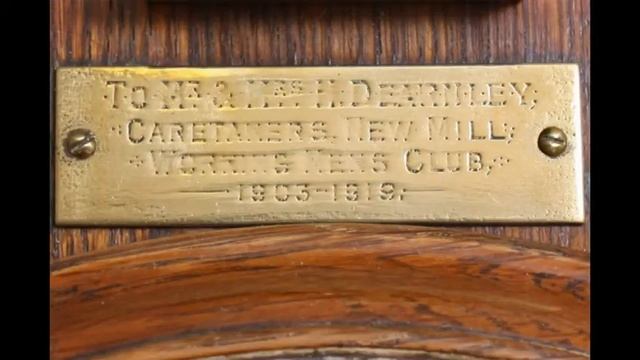 To Mr & Mrs H. Dearnley,
Caretakers New Mill,
Working Mens Club,
1903-1919.